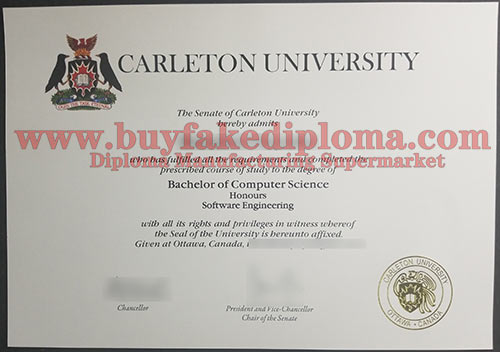 CARLETON UNIVERSITY
The Senate of Carleton University
hereby admits
www.buyfakediploma.com
Diploma Manufacturing Supermarket
who has fulfilled all the requirements and completed the
prescribed course of study to the degree of
Bachelor of Computer Science
Honours
Software Engineering
with all its rights and privileges in witness whereof
the Seal of the University is hereunto affixed.
Given at Ottawa, Canada,
Chancellor
President and Vice-Chancellor
Chair of the Senate
CARLETON UNIVERSITY
OTTAWA • CANADA